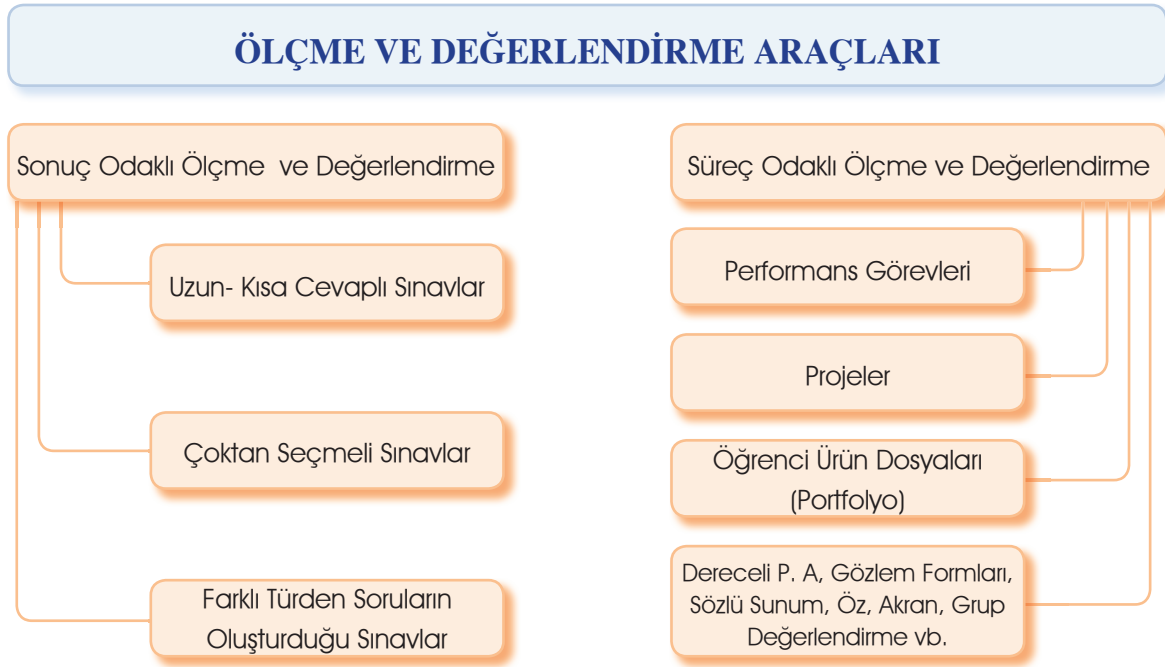 ÖLÇME VE DEĞERLENDİRME ARAÇLARI
Sonuç Odaklı Ölçme ve Değerlendirme
Uzun- Kısa Cevaplı Sınavlar
Çoktan Seçmeli Sınavlar
Farklı Türden Soruların
Oluşturduğu Sınavlar
Süreç Odaklı Ölçme ve Değerlendirme
Performans Görevleri
Projeler
Öğrenci Ürün Dosyaları
(Portfolyo)
Dereceli P. A, Gözlem Formları,
Sözlü Sunum, Öz, Akran, Grup
Değerlendirme vb.